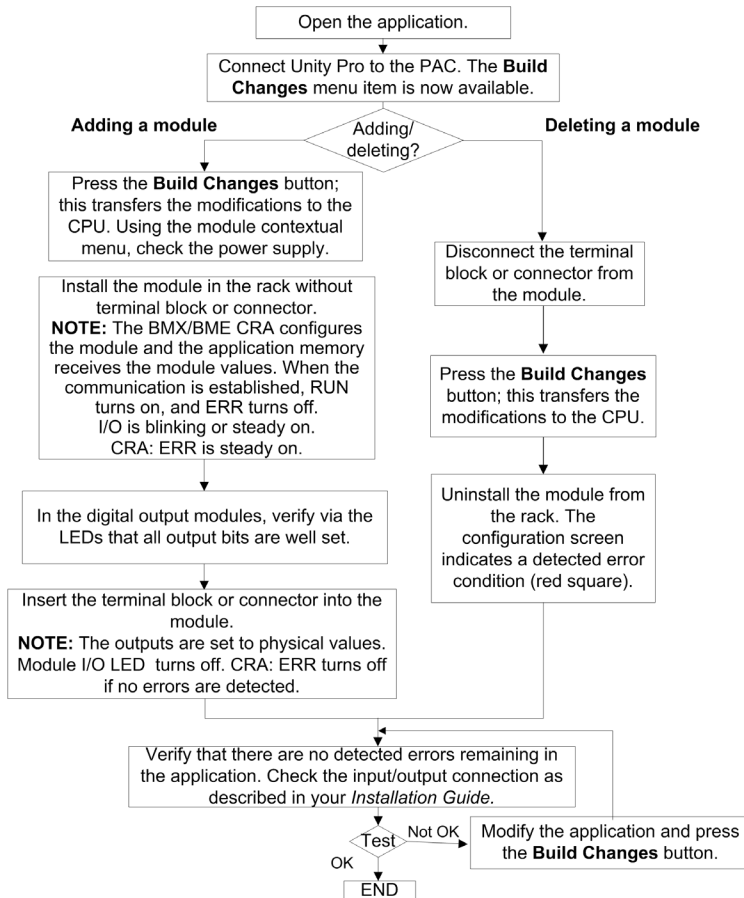 Open the application.
Connect Unity Pro to the PAC. The Build
Changes menu item is now available.
Adding a module
Adding/
deleting?
Deleting a module
Press the Build Changes button;
this transfers the modifications to the
CPU. Using the module contextual
menu, check the power supply.
Install the module in the rack without
terminal block or connector.
NOTE: The BMX/BME CRA configures
the module and the application memory
receives the module values. When the
communication is established, RUN
turns on, and ERR turns off.
I/O is blinking or steady on.
CRA: ERR is steady on.
In the digital output modules, verify via the
LEDs that all output bits are well set.
Insert the terminal block or connector into the
module.
NOTE: The outputs are set to physical values.
Module I/O LED turns off. CRA: ERR turns off
if no errors are detected.
Disconnect the terminal
block or connector from
the module.
Press the Build Changes
button; this transfers the
modifications to the CPU.
Uninstall the module from
the rack. The
configuration screen
indicates a detected error
condition (red square).
Verify that there are no detected errors remaining in
the application. Check the input/output connection as
described in your Installation Guide.
Test
Not OK
Modify the application and press
the Build Changes button.
OK
END